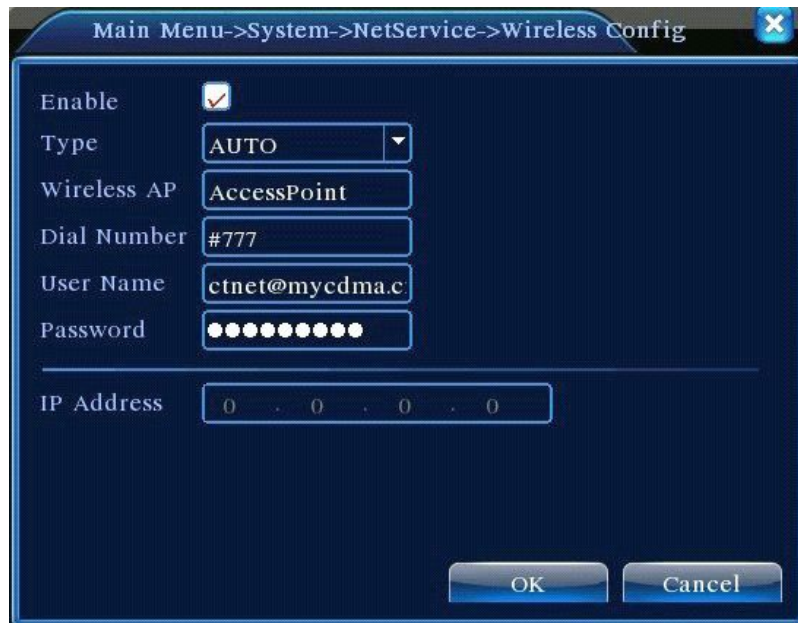 Main Menu->System->NetService->Wireless Config
Enable
Type AUTO
Wireless AP AccessPoint
Dial Number #777
User Name ctnet@mycdma.c
Password ●●●●●●●●●
IP Address 0 . 0 . 0 . 0
OK Cancel